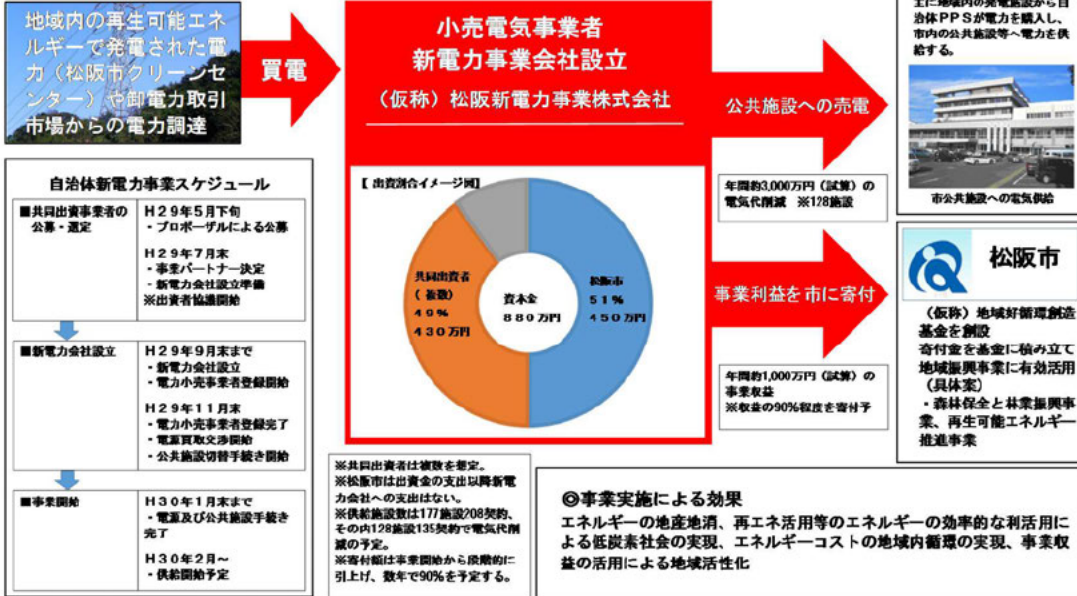 地域内の再生可能エネ
ルギーで発電された電
力（松阪市クリーンセ
ンター）や卸電力取引
市場からの電力調達
買電
小売電気事業者
新電力事業会社設立
（仮称）松阪新電力事業株式会社
公共施設への売電
主に地域内の発電施設から自
治体ＰＰＳが電力を購入し、
市内の公共施設等へ電力を供
給する。
市公共施設への電気供給
年間約3,000万円（試算）の
電気代削減　※128施設
自治体新電力事業スケジュール
■共同出資事業者の
公募・選定
Ｈ２９年５月下旬
・プロポーザルによる公募
Ｈ２９年７月末
・事業パートナー決定
・新電力会社設立準備
※出資者協議開始
■新電力会社設立
Ｈ２９年９月末まで
・新電力会社設立
・電力小売事業者登録開始
Ｈ２９年１１月末
・電力小売事業者登録完了
・電源買取交渉開始
・公共施設切替手続き開始
■事業開始
Ｈ３０年１月末まで
・電源及び公共施設手続き
完了
Ｈ３０年２月～
・供給開始予定
【 出資割合イメージ図】
共同出資者
（ 複数）
４９％
４３０万円
資本金
８８０万円
松阪市
５１％
４５０万円
事業利益を市に寄付
年間約1,000万円（試算）の
事業収益
※収益の90%程度を寄付予
松阪市
（仮称）地域好循環創造
基金を創設
寄付金を基金に積み立て
地域振興事業に有効活用
（具体案）
・森林保全と林業振興事
業、再生可能エネルギー
推進事業
※共同出資者は複数を想定。
※松阪市は出資金の支出以降新電
力会社への支出はない。
※供給施設数は177施設208契約、
その内128施設135契約で電気代削
減の予定。
※寄付額は事業開始から段階的に
引上げ、数年で90%を予定する。
◎事業実施による効果
エネルギーの地産地消、再エネ活用等のエネルギーの効率的な利活用に
よる低炭素社会の実現、エネルギーコストの地域内循環の実現、事業収
益の活用による地域活性化